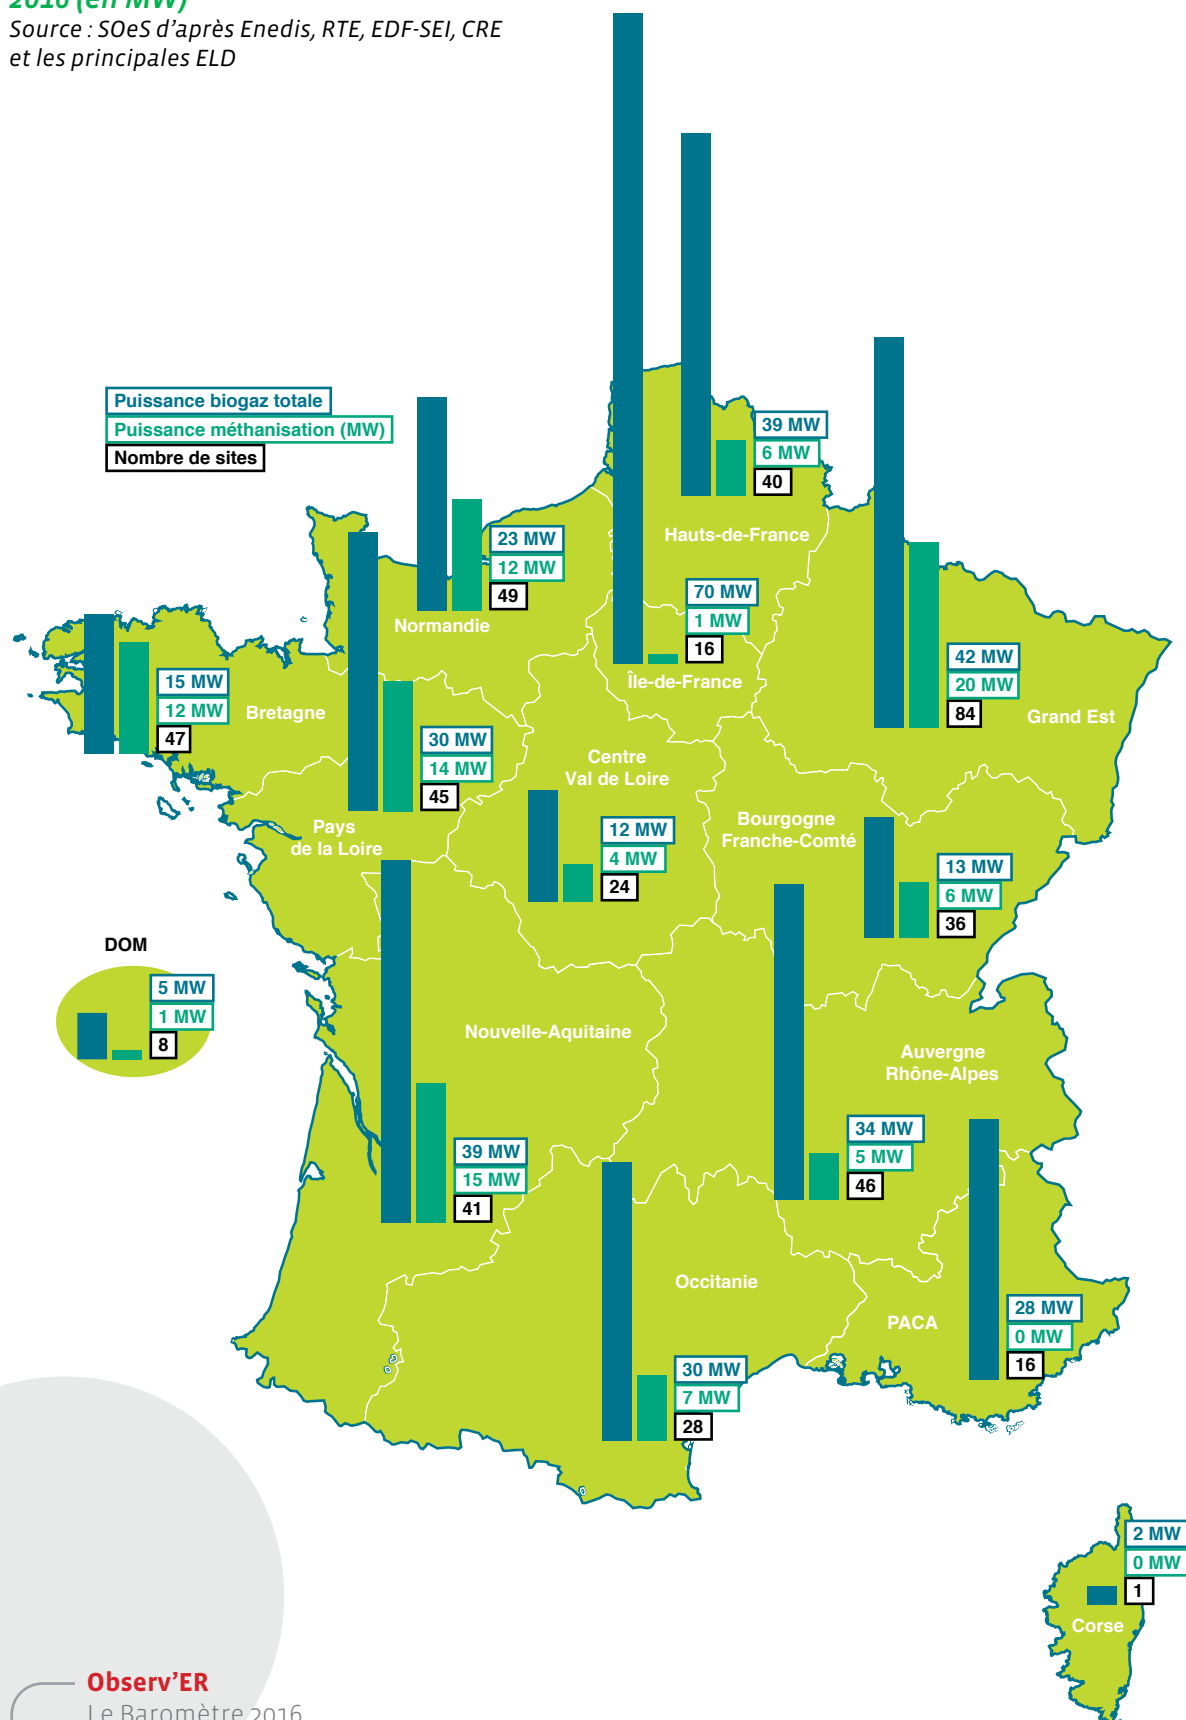 2016 (en MW)
Source : SOeS d’après Enedis, RTE, EDF-SEI, CRE
et les principales ELD
Puissance biogaz totale
Puissance méthanisation (MW)
Nombre de sites
39 MW
6 MW
40
Hauts-de-France
23 MW
12 MW
49
Normandie
70 MW
1 MW
16
Île-de-France
42 MW
20 MW
84
Grand Est
15 MW
12 MW
47
Bretagne
30 MW
14 MW
45
Pays
de la Loire
Centre
Val de Loire
12 MW
4 MW
24
Bourgogne
Franche-Comté
13 MW
6 MW
36
DOM
5 MW
1 MW
8
Nouvelle-Aquitaine
39 MW
15 MW
41
Auvergne
Rhône-Alpes
34 MW
5 MW
46
Occitanie
30 MW
7 MW
28
PACA
28 MW
0 MW
16
2 MW
0 MW
1
Corse
Observ’ER
Le Baromètre 2016